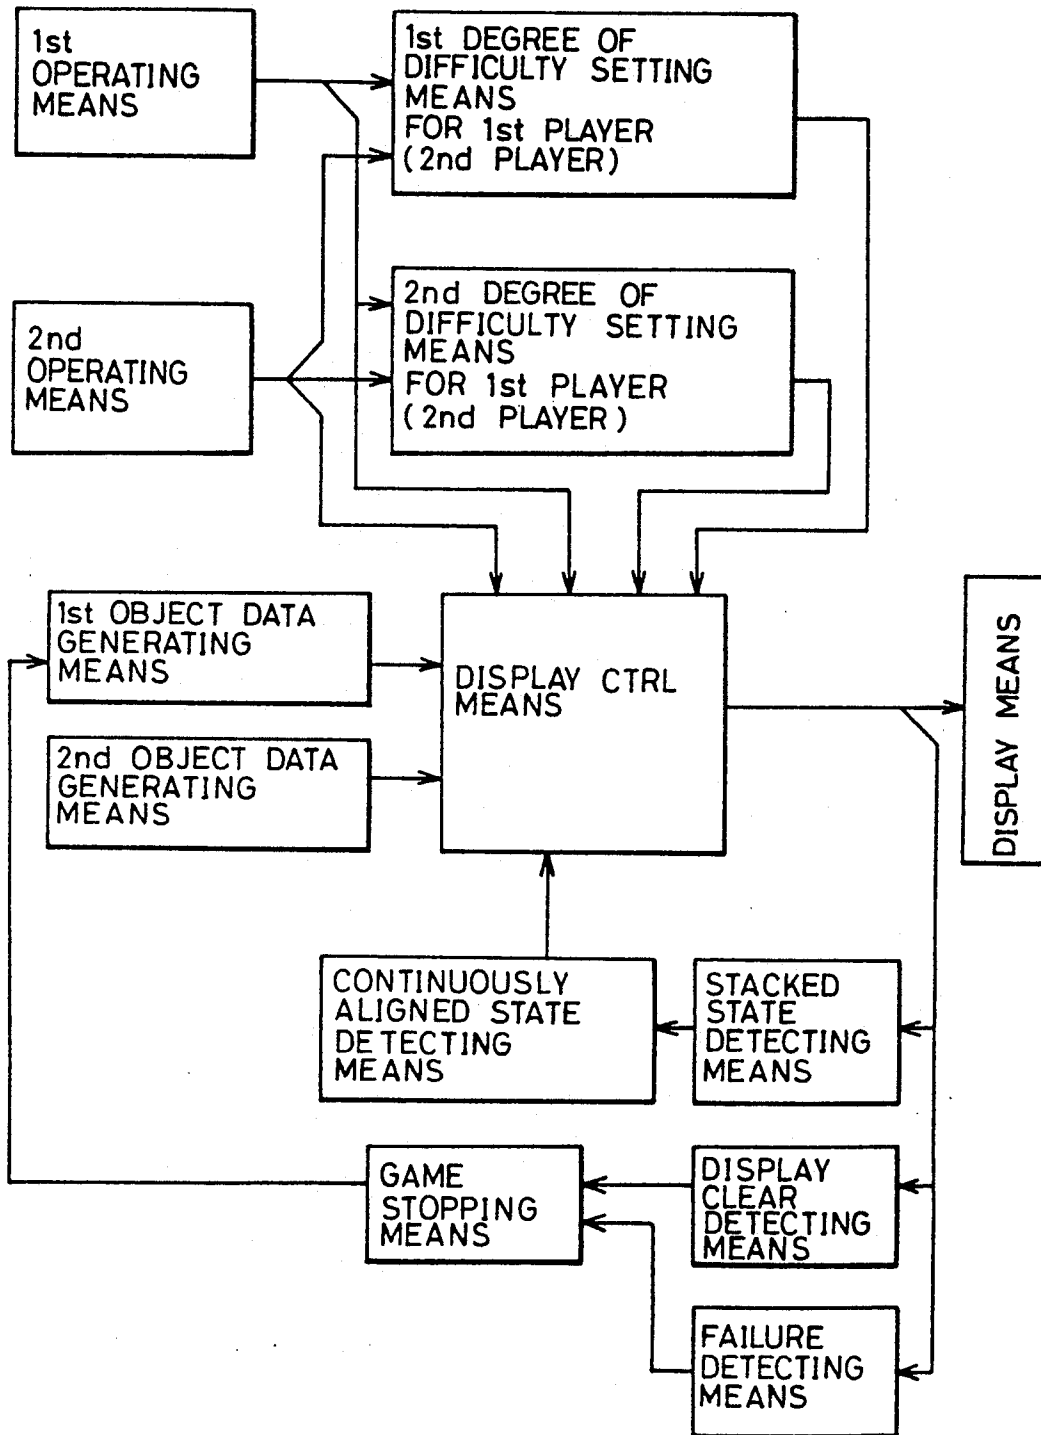 1st
OPERATING
MEANS
1st DEGREE OF
DIFFICULTY SETTING
MEANS
FOR 1st PLAYER
(2nd PLAYER)
2nd
OPERATING
MEANS
2nd DEGREE OF
DIFFICULTY SETTING
MEANS
FOR 1st PLAYER
(2nd PLAYER)
1st OBJECT DATA
GENERATING
MEANS
2nd OBJECT DATA
GENERATING
MEANS
DISPLAY CTRL
MEANS
DISPLAY MEANS
CONTINUOUSLY
ALIGNED STATE
DETECTING
MEANS
STACKED
STATE
DETECTING
MEANS
GAME
STOPPING
MEANS
DISPLAY
CLEAR
DETECTING
MEANS
FAILURE
DETECTING
MEANS